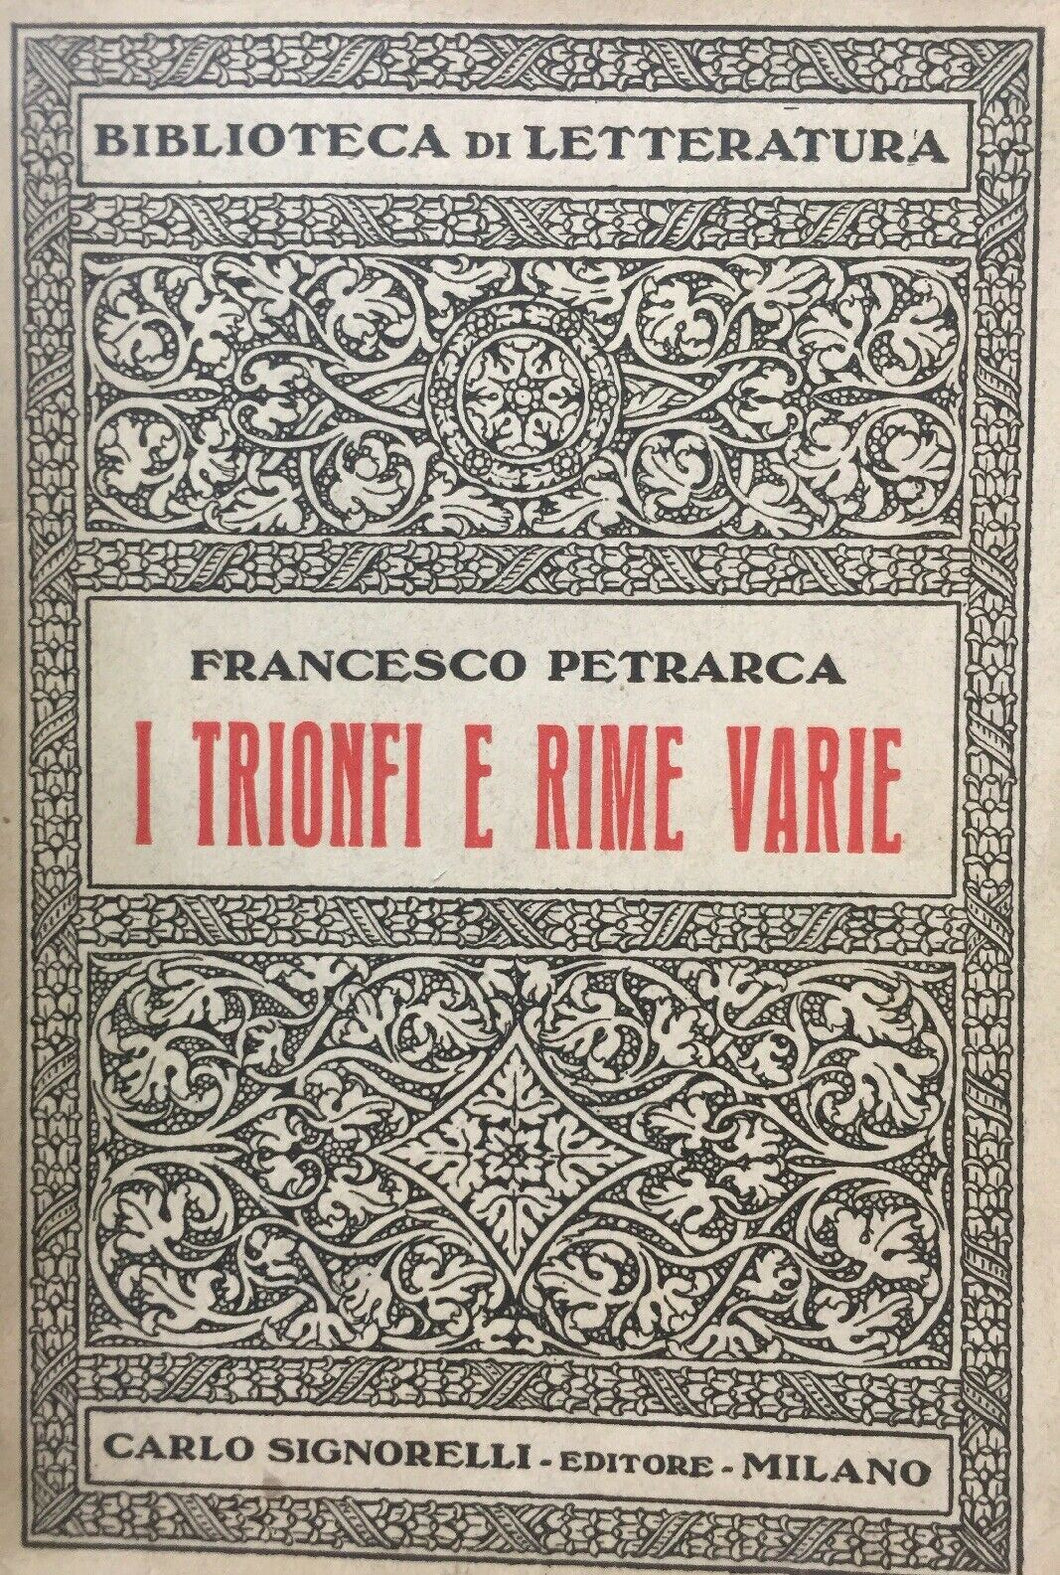 BIBLIOTECA DI LETTERATURA
FRANCESCO PETRARCA
I TRIONFI E RIME VARIE
CARLO SIGNORELLI - EDITORE - MILANO